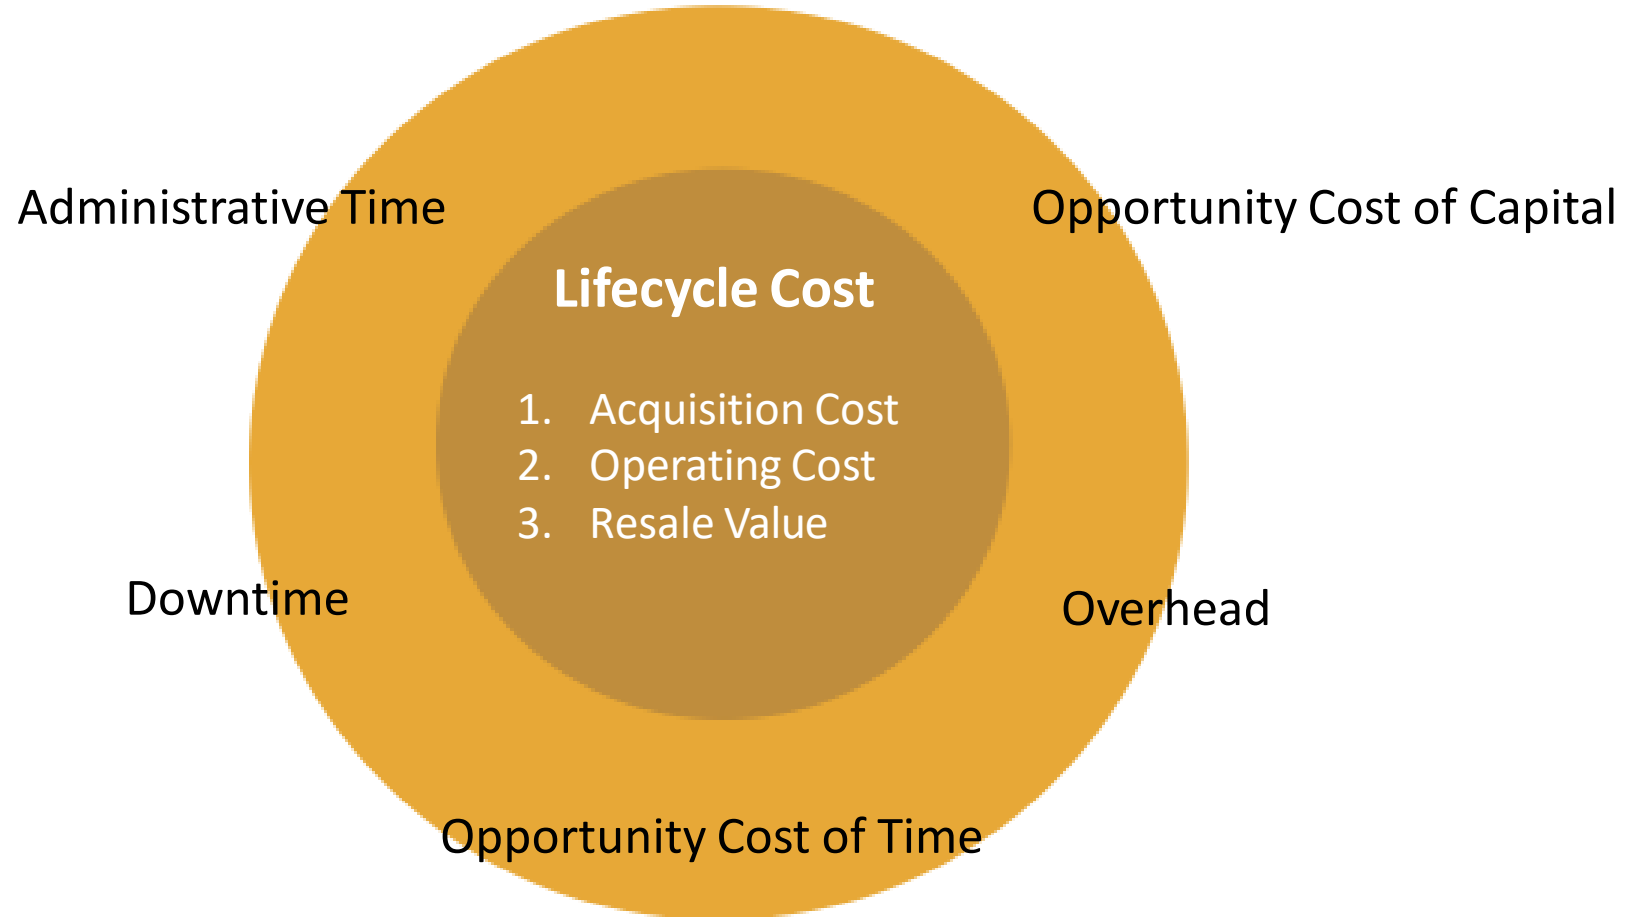 Administrative Time
Opportunity Cost of Capital
Lifecycle Cost
1. Acquisition Cost
2. Operating Cost
3. Resale Value
Downtime
Overhead
Opportunity Cost of Time